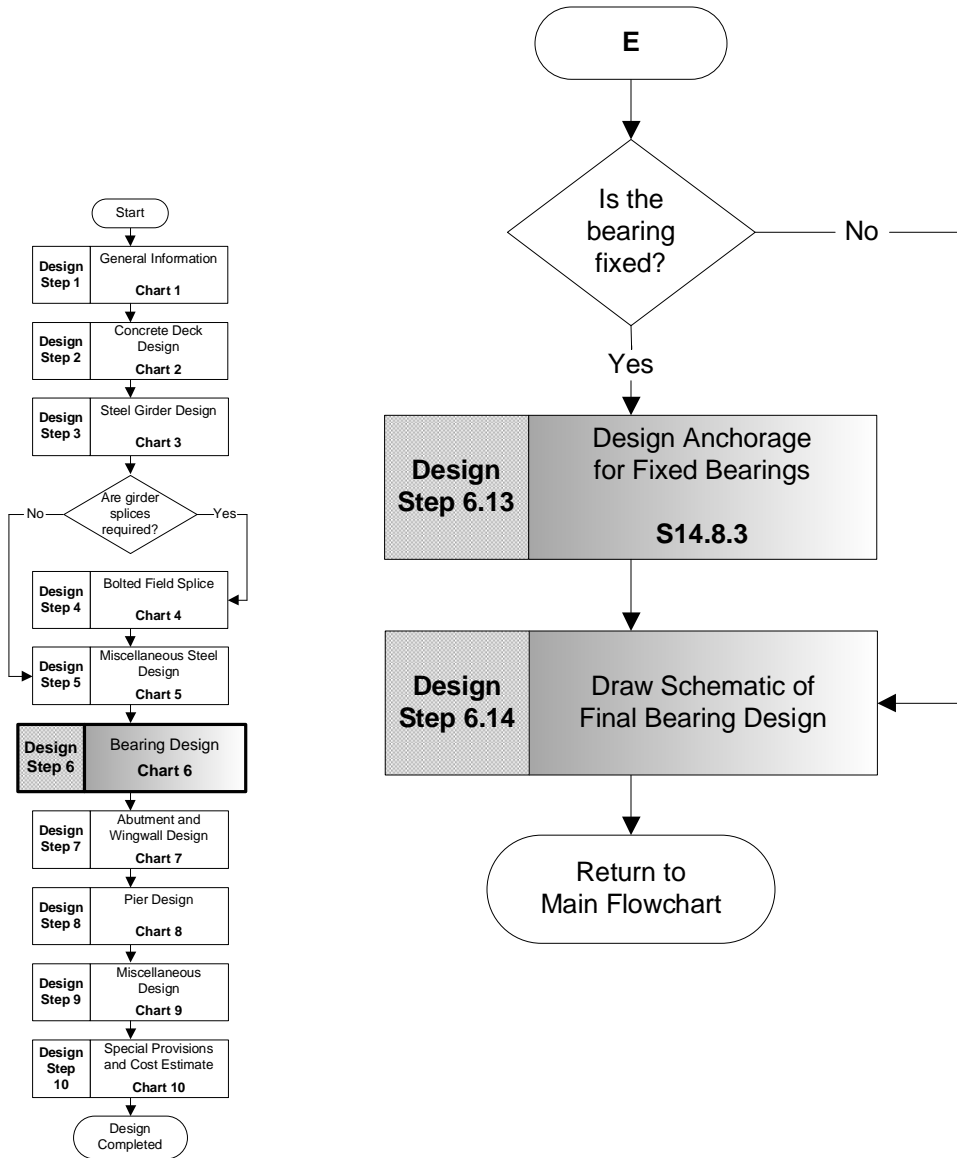 Start
Design
Step 1
General Information
Chart 1
Design
Step 2
Concrete Deck
Design
Chart 2
Design
Step 3
Steel Girder Design
Chart 3
Are girder
splices
required?
No
Yes
Design
Step 4
Bolted Field Splice
Chart 4
Design
Step 5
Miscellaneous Steel
Design
Chart 5
Design
Step 6
Bearing Design
Chart 6
Design
Step 7
Abutment and
Wingwall Design
Chart 7
Design
Step 8
Pier Design
Chart 8
Design
Step 9
Miscellaneous
Design
Chart 9
Design
Step
10
Special Provisions
and Cost Estimate
Chart 10
Design
Completed
E
Is the
bearing
fixed?
No
Yes
Design
Step 6.13
Design Anchorage
for Fixed Bearings
S14.8.3
Design
Step 6.14
Draw Schematic of
Final Bearing Design
Return to
Main Flowchart